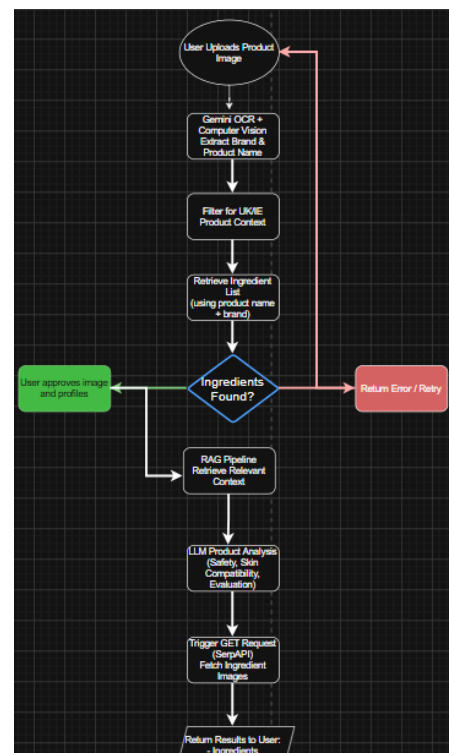 User Uploads Product
Image
Gemini OCR +
Computer Vision
Extract Brand &
Product Name
Filter for UK/IE
Product Context
Retrieve Ingredient
List
(using product name
+ brand)
Ingredients
Found?
User approves image
and profiles
Return Error / Retry
RAG Pipeline
Retrieve Relevant
Context
LLM Product Analysis
(Safety, Skin
Compatibility,
Evaluation)
Trigger GET Request
(SerpAPI)
Fetch Ingredient
Images
Return Results to User:
- Ingredients